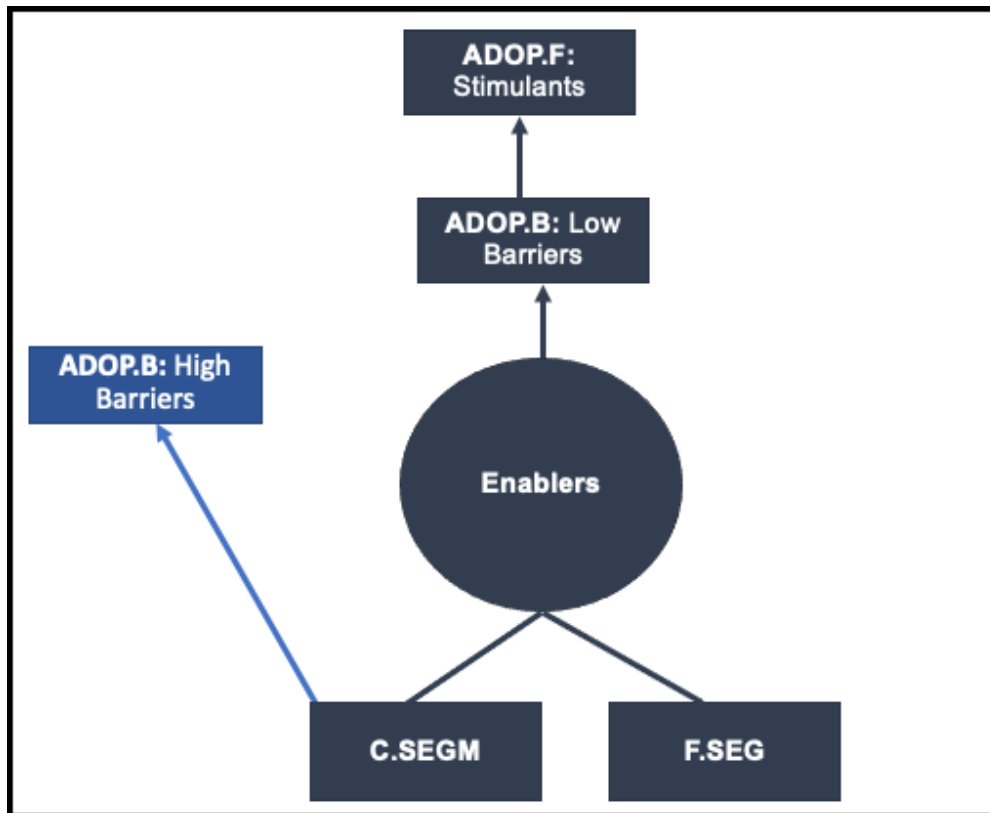 ADOP.F:
Stimulants
ADOP.B: Low
Barriers
ADOP.B: High
Barriers
Enablers
C.SEGM
F.SEG